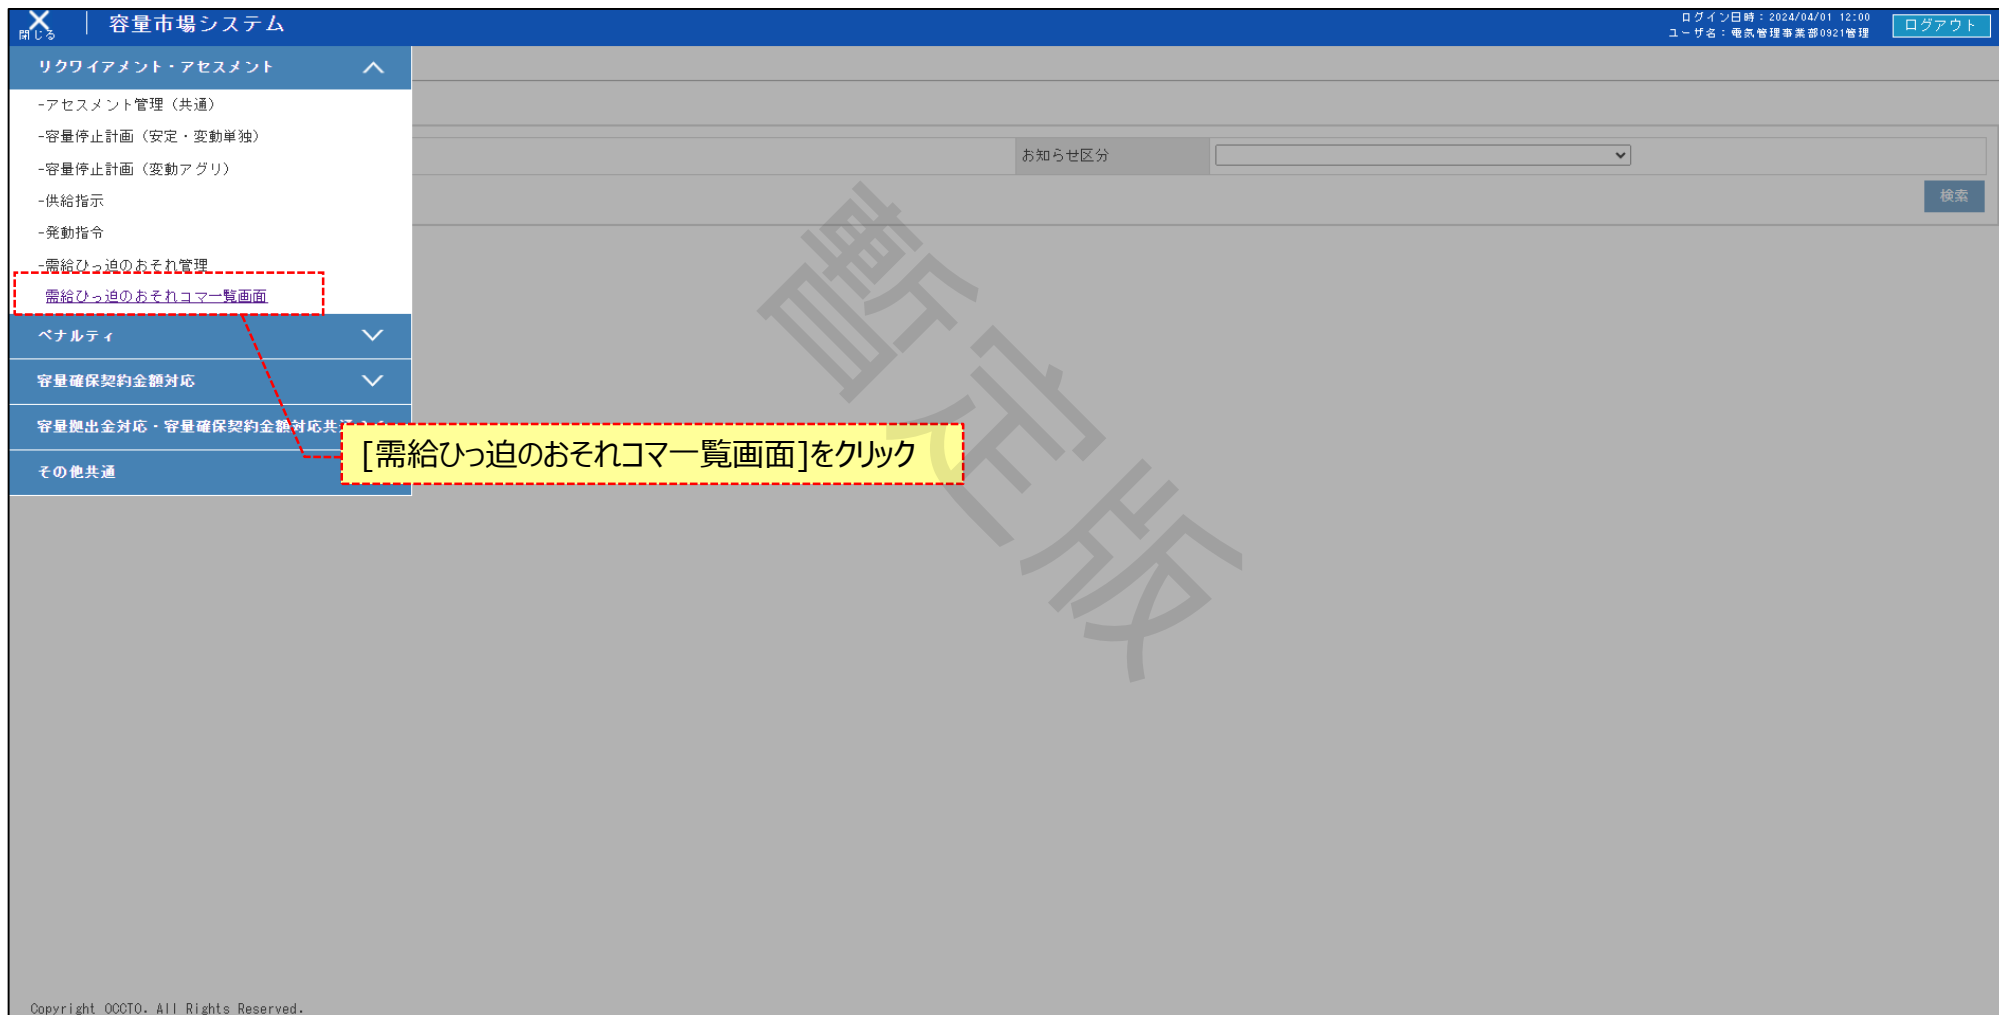 閉じる
容量市場システム
ログイン日時：2024/04/01 12:00
ユーザ名：電気管理事業部0921管理
ログアウト
リクワイアメント・アセスメント
-アセスメント管理（共通）
-容量停止計画（安定・変動単独）
-容量停止計画（変動アグリ）
-供給指示
-発動指令
-需給ひっ迫のおそれ管理
需給ひっ迫のおそれコマ一覧画面
お知らせ区分
検索
ペナルティ
容量確保契約金額対応
容量拠出金対応・容量確保契約金額対応共通
その他共通
[需給ひっ迫のおそれコマ一覧画面]をクリック
暫定版
Copyright OCCTO. All Rights Reserved.